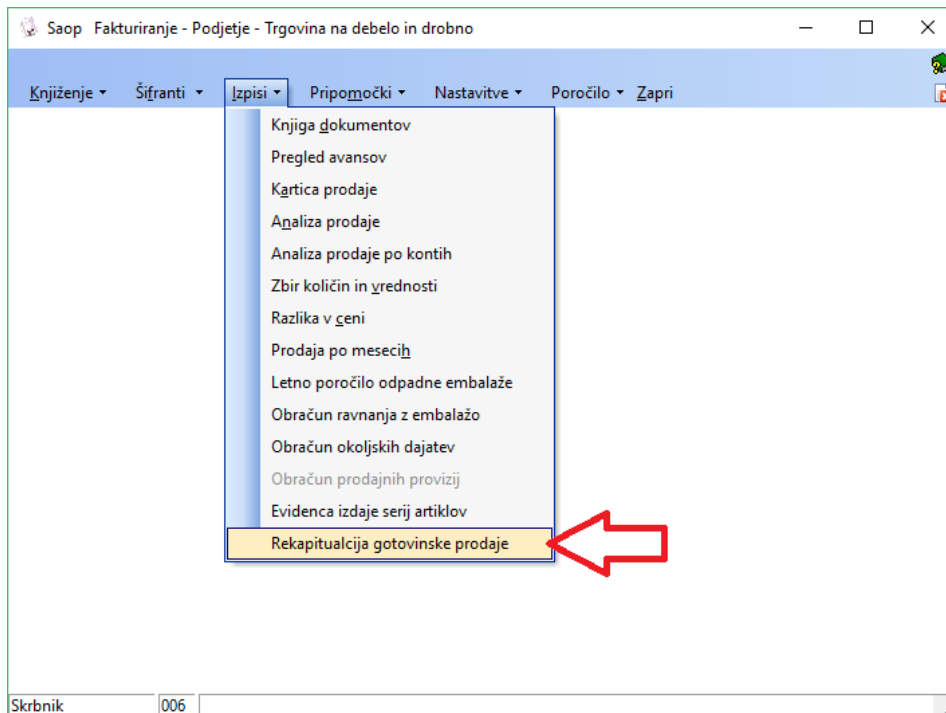 Saop Fakturiranje - Podjetje - Trgovina na debelo in drobno
Knjiženje Šifranti Izpisi Pripomočki Nastavitve Poročilo Zapri
Knjiga dokumentov
Pregled avansov
Kartica prodaje
Analiza prodaje
Analiza prodaje po kontih
Zbir količin in vrednosti
Razlika v ceni
Prodaja po mesecih
Letno poročilo odpadne embalaže
Obračun ravnanja z embalažo
Obračun okoljskih dajatev
Obračun prodajnih provizij
Evidenca izdaje serij artiklov
Rekapitualcija gotovinske prodaje
Skrbnik 006